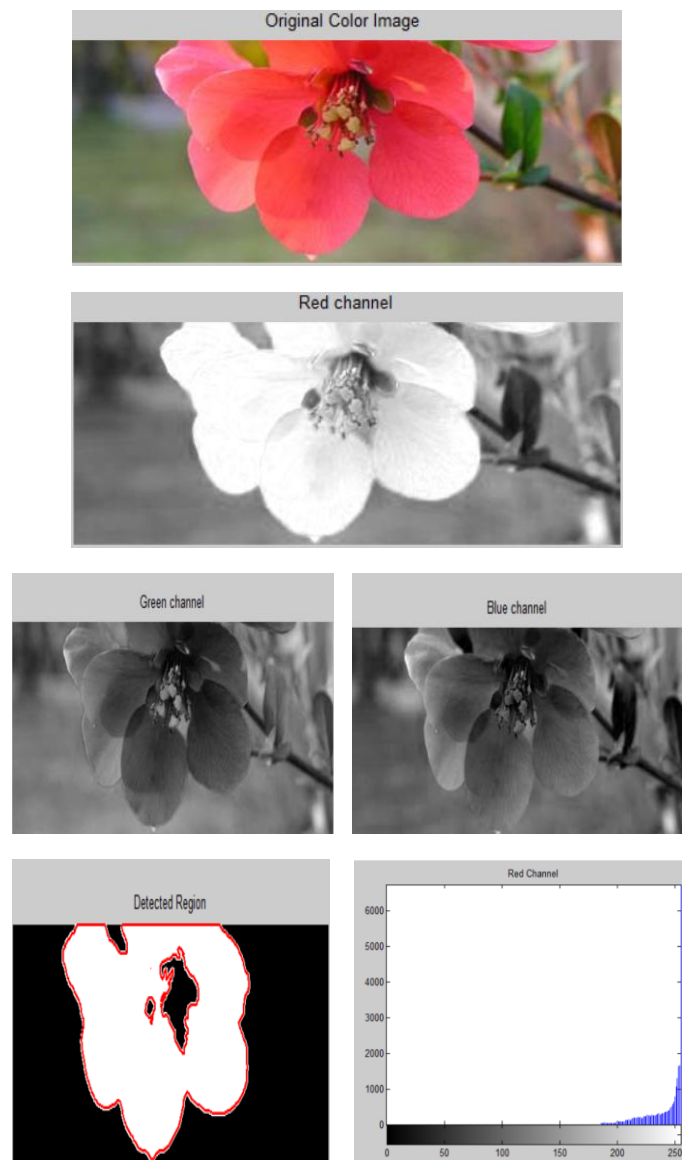 Original Color Image
Red channel
Green channel
Blue channel
Detected Region
Red Channel
6000
5000
4000
3000
2000
1000
0
0 50 100 150 200 250